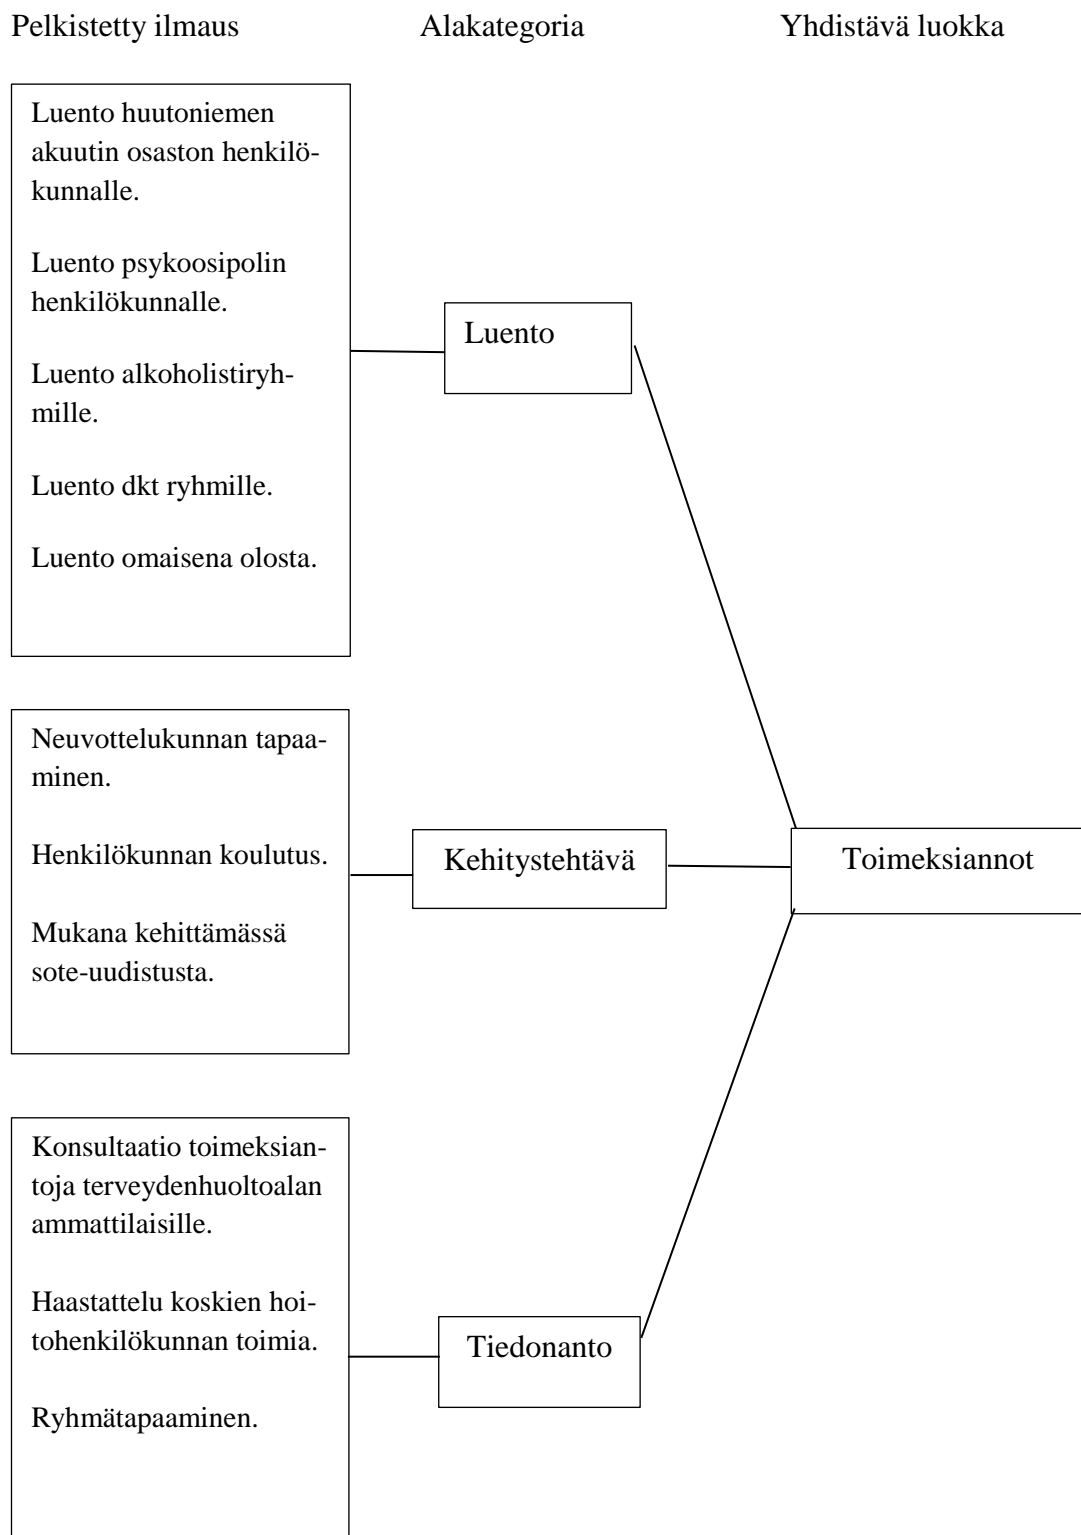 Pelkistetty ilmaus
Alakategoria
Yhdistävä luokka
Luento huutoniemen
akuutin osaston henkilö-
kunnalle.
Luento psykoosipolin
henkilökunnalle.
Luento alkoholistiryh-
mille.
Luento dkt ryhmille.
Luento omaisena olosta.
Luento
Neuvottelukunnan tapaa-
minen.
Henkilökunnan koulutus.
Mukana kehittämässä
sote-uudistusta.
Kehitystehtävä
Toimeksiannot
Konsultaatio toimeksian-
toja terveydenhuoltoalan
ammattilaisille.
Haastattelu koskien hoi-
tohenkilökunnan toimia.
Ryhmätapaaminen.
Tiedonanto